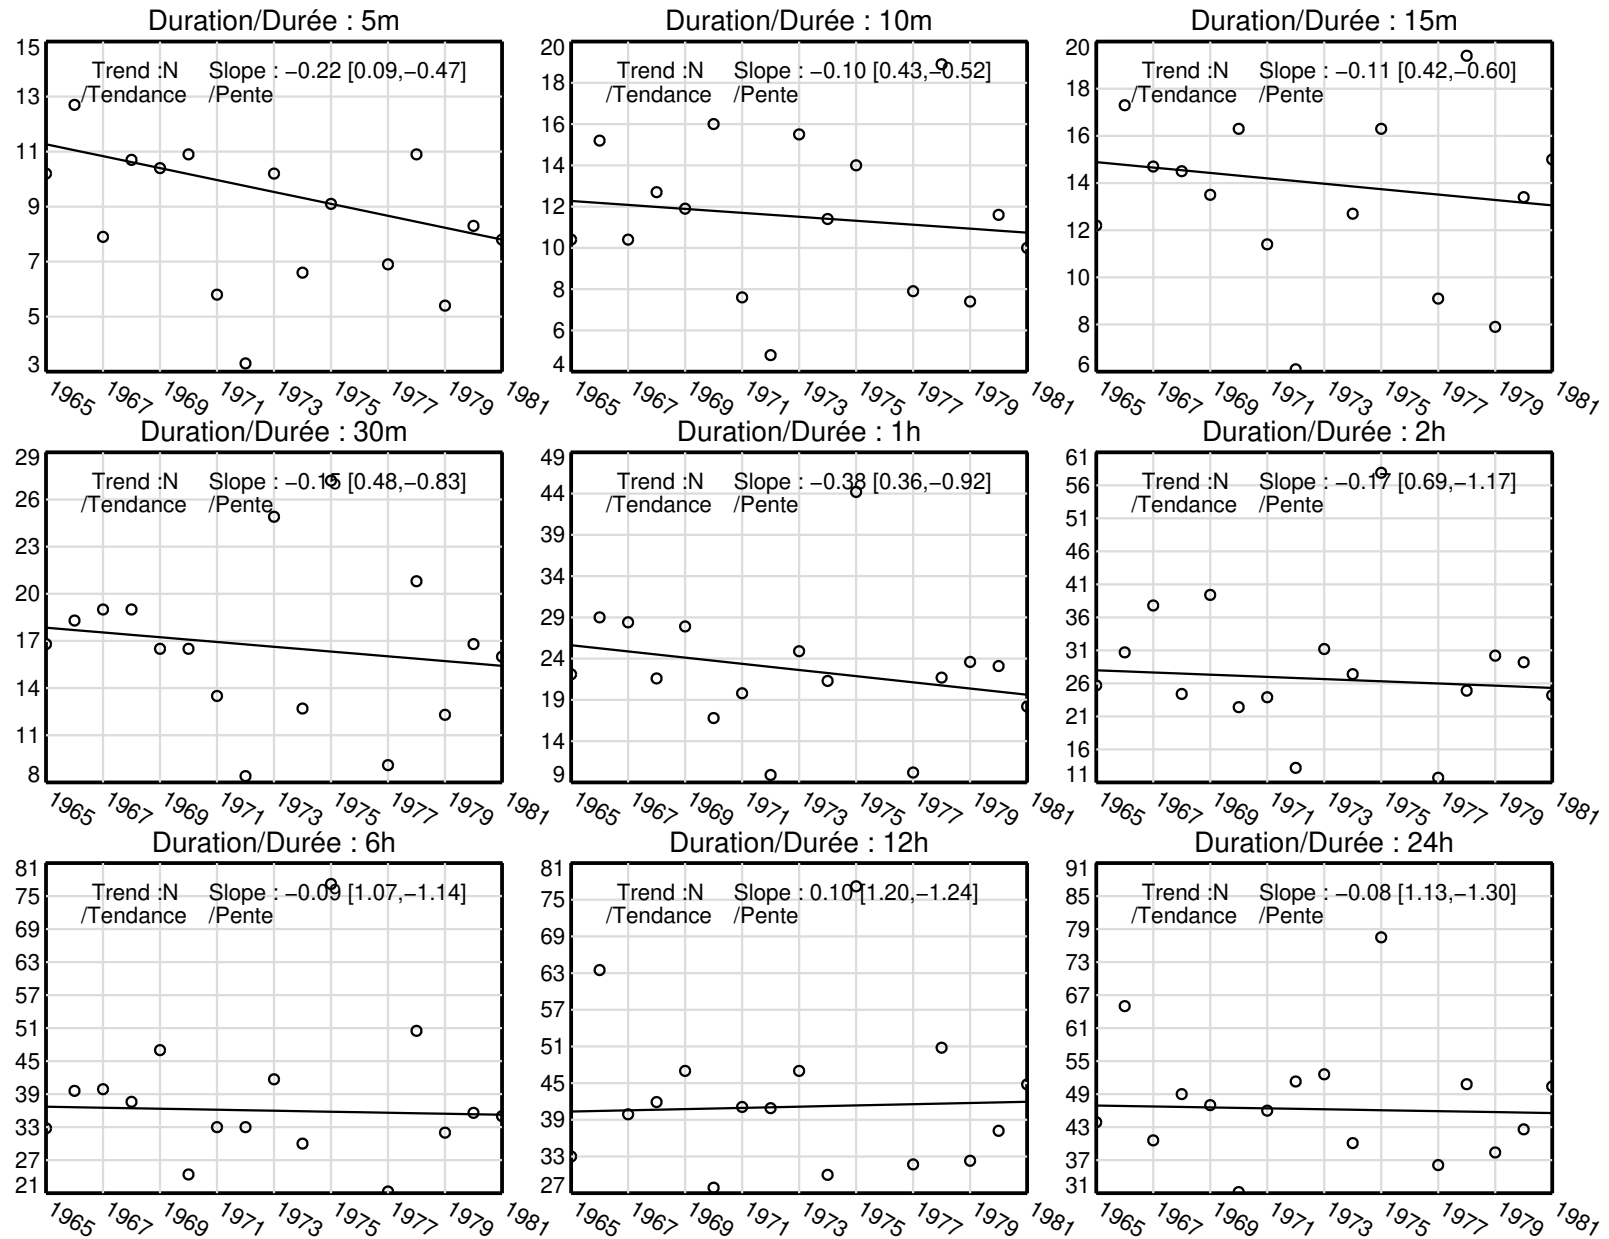 Duration/Durée : 5m
15
13
11
9
7
5
3
Trend :N Slope : −0.22 [0.09,−0.47]
/Tendance /Pente
1965 1967 1969 1971 1973 1975 1977 1979 1981
Duration/Durée : 10m
20
18
16
14
12
10
8
6
4
Trend :N Slope : −0.10 [0.43,−0.52]
/Tendance /Pente
1965 1967 1969 1971 1973 1975 1977 1979 1981
Duration/Durée : 15m
20
18
16
14
12
10
8
6
Trend :N Slope : −0.11 [0.42,−0.60]
/Tendance /Pente
1965 1967 1969 1971 1973 1975 1977 1979 1981
Duration/Durée : 30m
29
26
23
20
17
14
11
8
Trend :N Slope : −0.15 [0.48,−0.83]
/Tendance /Pente
1965 1967 1969 1971 1973 1975 1977 1979 1981
Duration/Durée : 1h
49
44
39
34
29
24
19
14
9
Trend :N Slope : −0.38 [0.36,−0.92]
/Tendance /Pente
1965 1967 1969 1971 1973 1975 1977 1979 1981
Duration/Durée : 2h
61
56
51
46
41
36
31
26
21
16
11
Trend :N Slope : −0.17 [0.69,−1.17]
/Tendance /Pente
1965 1967 1969 1971 1973 1975 1977 1979 1981
Duration/Durée : 6h
81
75
69
63
57
51
45
39
33
27
21
Trend :N Slope : −0.09 [1.07,−1.14]
/Tendance /Pente
1965 1967 1969 1971 1973 1975 1977 1979 1981
Duration/Durée : 12h
81
75
69
63
57
51
45
39
33
27
Trend :N Slope : 0.10 [1.20,−1.24]
/Tendance /Pente
1965 1967 1969 1971 1973 1975 1977 1979 1981
Duration/Durée : 24h
91
85
79
73
67
61
55
49
43
37
31
Trend :N Slope : −0.08 [1.13,−1.30]
/Tendance /Pente
1965 1967 1969 1971 1973 1975 1977 1979 1981